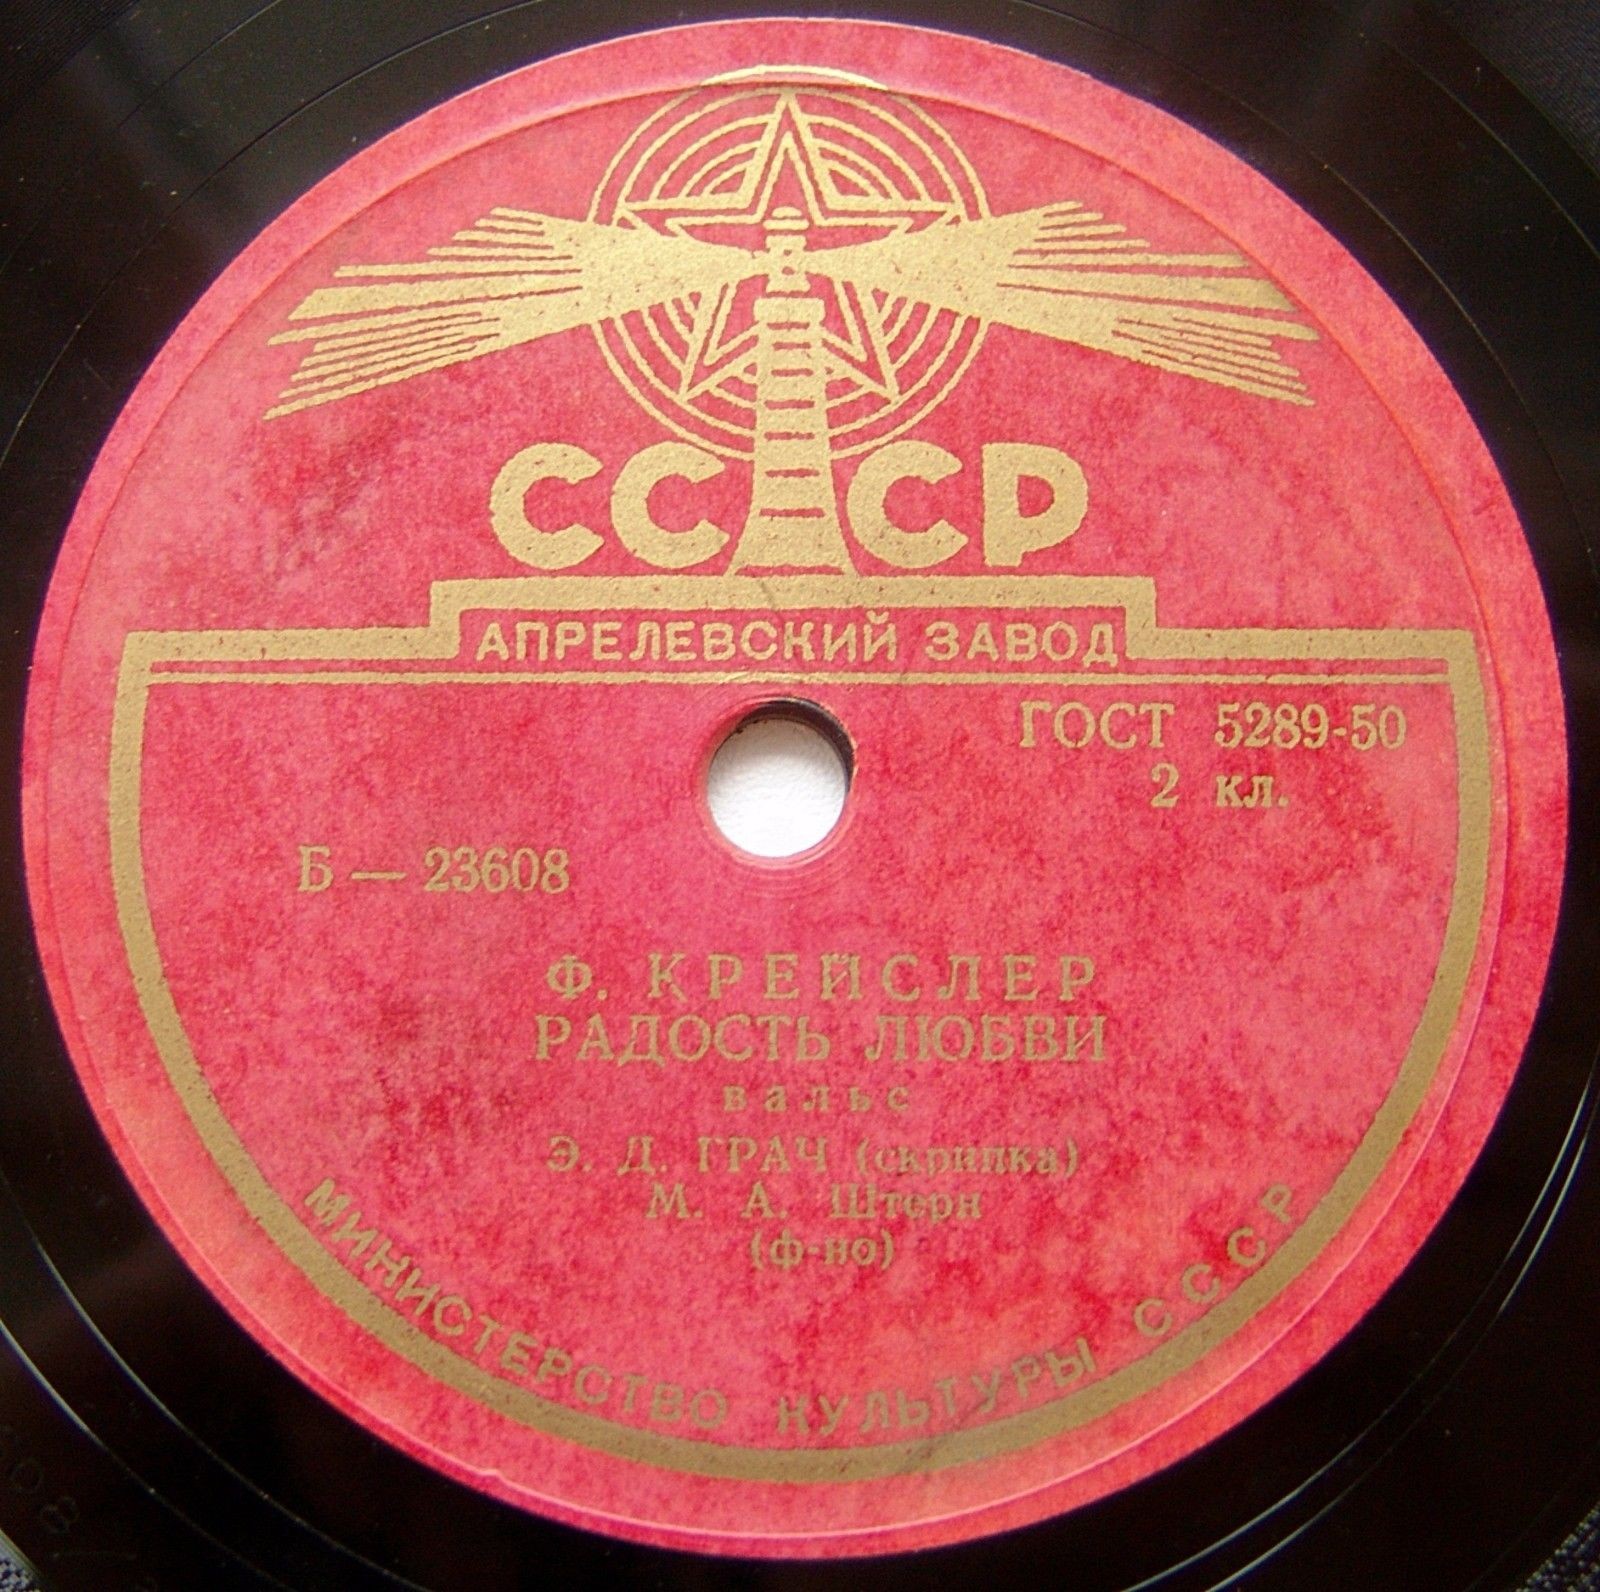 СССР
АПРЕЛЕВСКИЙ ЗАВОД
ГОСТ 5289-50
2 кл.
Б — 23608
Ф. КРЕЙСЛЕР
РАДОСТЬ ЛЮБВИ
вальс
Э. Д. ГРАЧ (скрипка)
М. А. Штерн
(ф-но)
МИНИСТЕРСТВО КУЛЬТУРЫ СССР